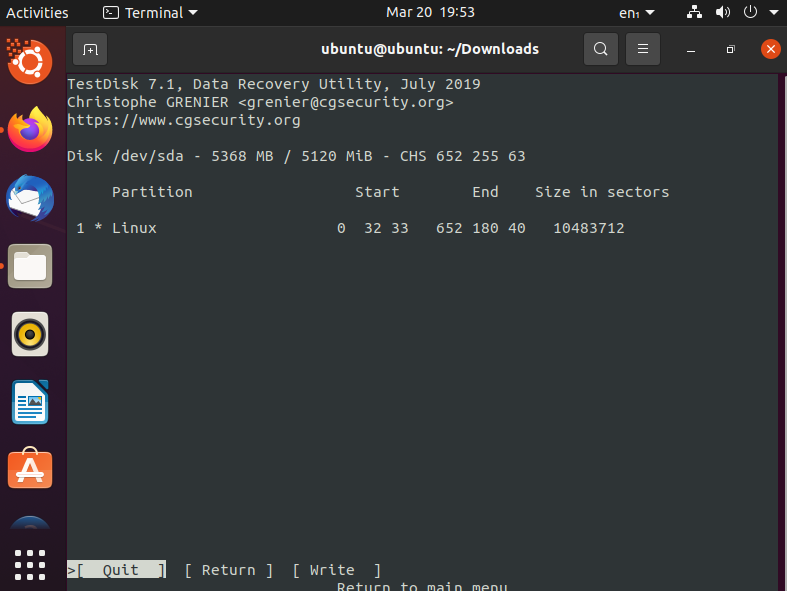 Activities Terminal Mar 20 19:53 en₁
ubuntu@ubuntu: ~/Downloads
TestDisk 7.1, Data Recovery Utility, July 2019
Christophe GRENIER <grenier@cgsecurity.org>
https://www.cgsecurity.org
Disk /dev/sda - 5368 MB / 5120 MiB - CHS 652 255 63
Partition Start End Size in sectors
1 * Linux 0 32 33 652 180 40 10483712
>[ Quit ] [ Return ] [ Write ]
Return to main menu